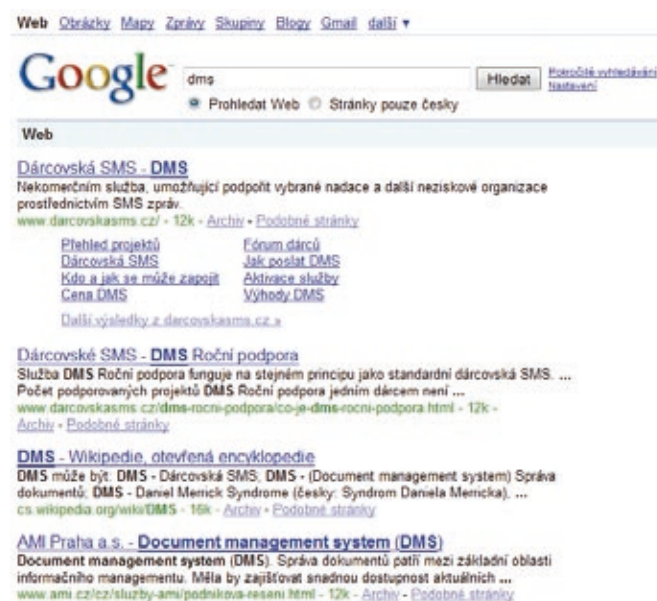 Web Obrázky Mapy Zprávy Skupiny Blogy Gmail další ▼
Google dms Hledat Pokročilé vyhledávání
Nastavení
Prohledat Web Stránky pouze česky
Web
Dárcovská SMS - DMS
Nekomerčním služba, umožňující podpořit vybrané nadace a další neziskové organizace
prostřednictvím SMS zpráv.
www.darcovskasms.cz/ - 12k - Archiv - Podobné stránky
Přehled projektů Fórum dárců
Dárcovská SMS Jak poslat DMS
Kdo a jak se může zapojit Aktivace služby
Cena DMS Výhody DMS
Další výsledky z darcovskasms.cz »
Dárcovské SMS - DMS Roční podpora
Služba DMS Roční podpora funguje na stejném principu jako standardní dárcovská SMS. ...
Počet podporovaných projektů DMS Roční podpora jedním dárcem není ...
www.darcovskasms.cz/dms-rocni-podpora/co-je-dms-rocni-podpora.html - 12k -
Archiv - Podobné stránky
DMS - Wikipedie, otevřená encyklopedie
DMS může být: DMS - Dárcovská SMS; DMS - (Document management system) Správa
dokumentů; DMS - Daniel Merrick Syndrome (česky: Syndrom Daniela Merricka), ...
cs.wikipedia.org/wiki/DMS - 16k - Archiv - Podobné stránky
AMI Praha a.s. - Document management system (DMS)
Document management system (DMS). Správa dokumentů patří mezi základní oblasti
informačního managementu. Měla by zajišťovat snadnou dostupnost aktuálních ...
www.ami.cz/cz/sluzby-ami/podnikova-reseni.html - 12k - Archiv - Podobné stránky